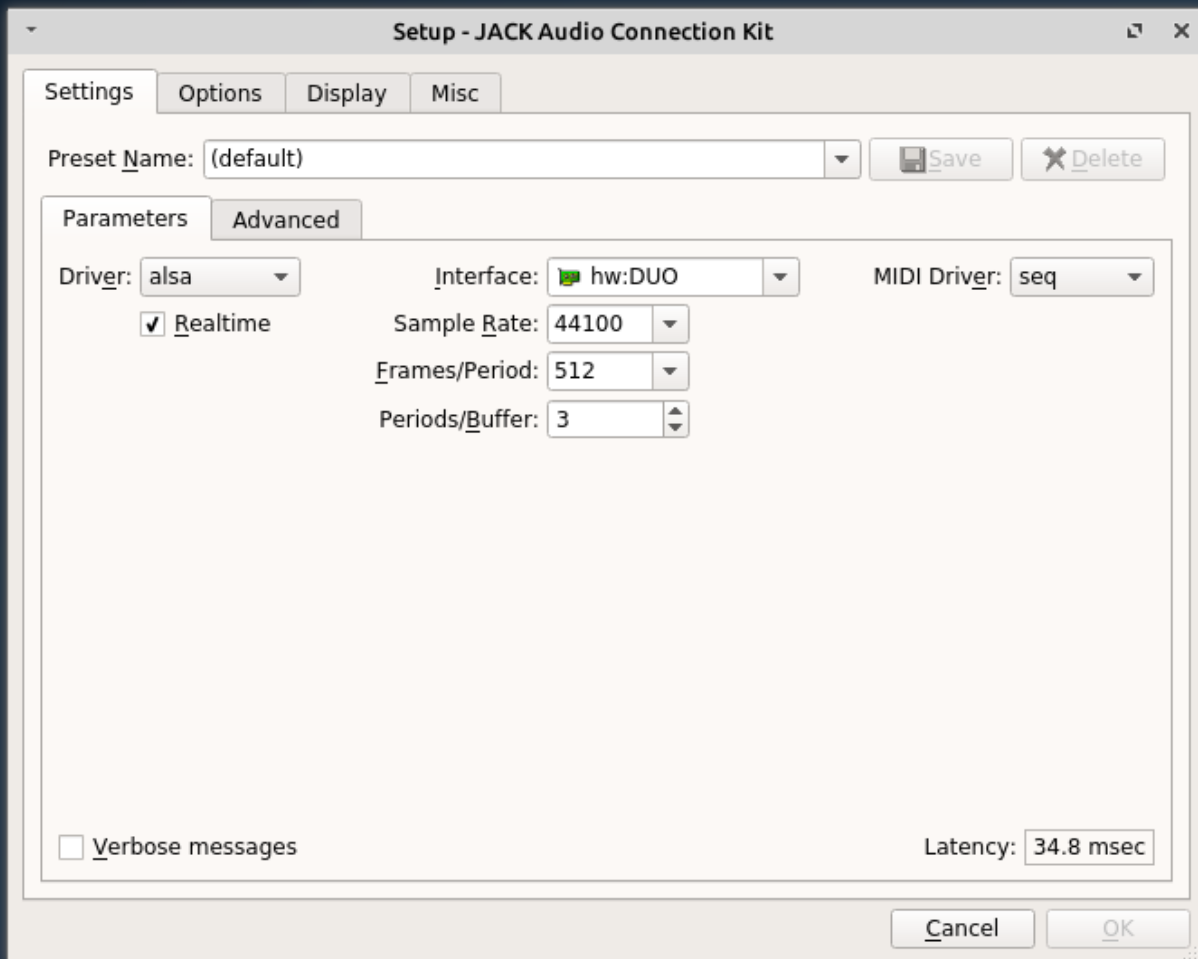 Setup - JACK Audio Connection Kit
Settings Options Display Misc
Preset Name: (default) Save Delete
Parameters Advanced
Driver: alsa Interface: hw:DUO MIDI Driver: seq
Realtime Sample Rate: 44100
Frames/Period: 512
Periods/Buffer: 3
Verbose messages Latency: 34.8 msec
Cancel OK